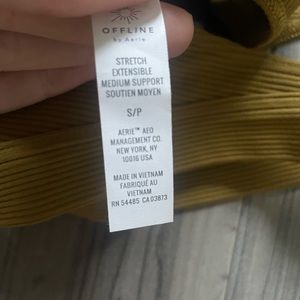 OFFLINE
by Aerie
STRETCH
EXTENSIBLE
MEDIUM SUPPORT
SOUTIEN MOYEN
S/P
AERIE™ AEO
MANAGEMENT CO.
NEW YORK, NY
10016 USA
MADE IN VIETNAM
FABRIQUÉ AU
VIETNAM
RN 54485 CA 03873